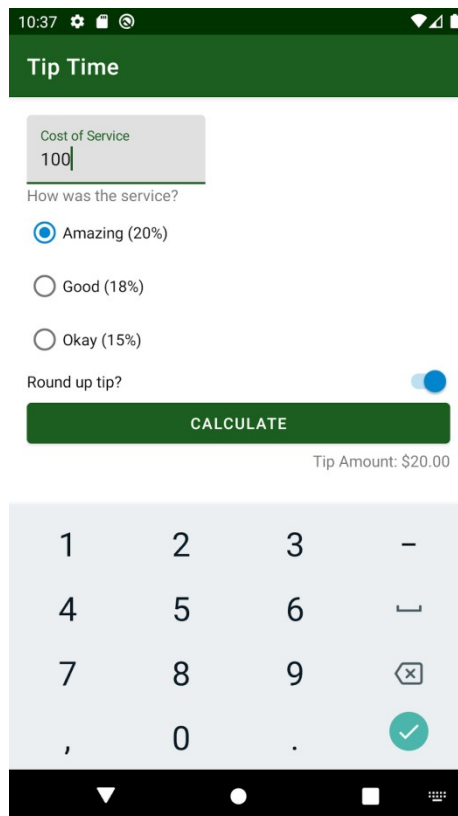 10:37
Tip Time
Cost of Service
100
How was the service?
Amazing (20%)
Good (18%)
Okay (15%)
Round up tip?
CALCULATE
Tip Amount: $20.00
1 2 3 -
4 5 6
7 8 9
, 0 .